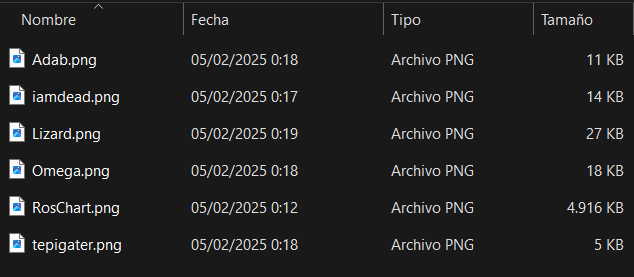 Nombre Fecha Tipo Tamaño
Adab.png 05/02/2025 0:18 Archivo PNG 11 KB
iamdead.png 05/02/2025 0:17 Archivo PNG 14 KB
Lizard.png 05/02/2025 0:19 Archivo PNG 27 KB
Omega.png 05/02/2025 0:18 Archivo PNG 18 KB
RosChart.png 05/02/2025 0:12 Archivo PNG 4.916 KB
tepigater.png 05/02/2025 0:18 Archivo PNG 5 KB